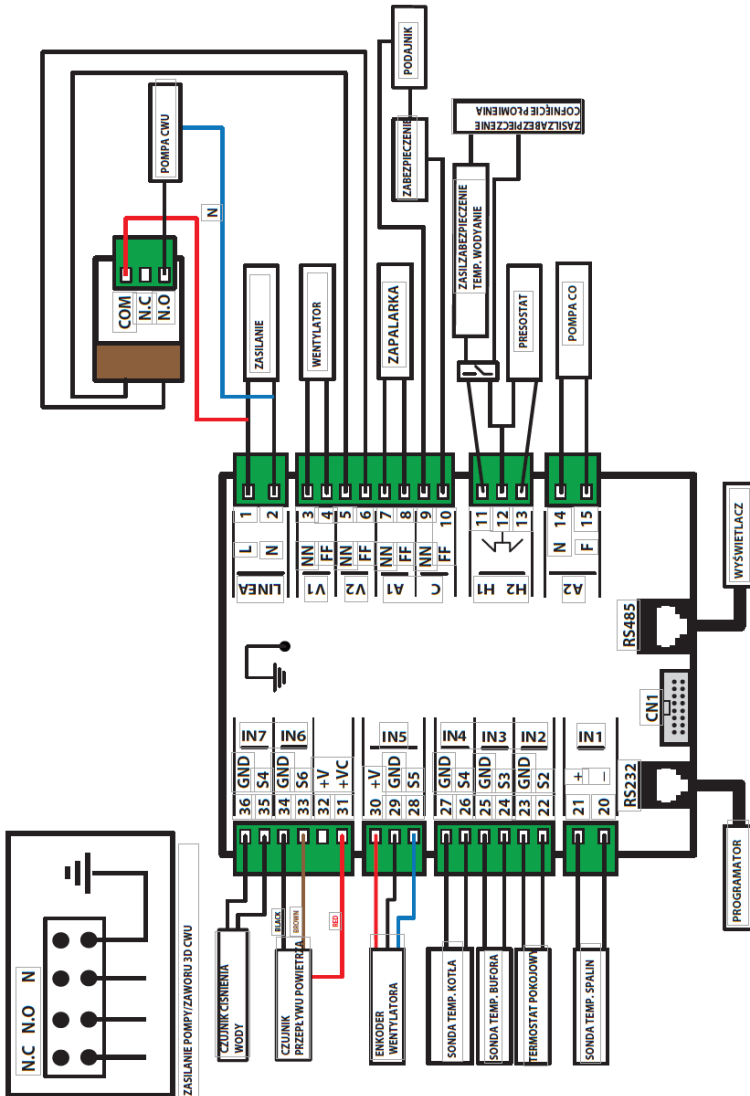 PODAJNIK
ZABEZPIECZENIE
ZASILZABEZPIECZENIE
COFNIĘCIE PŁOMIENIA
ZASILZABEZPIECZENIE
TEMP. WODYANIE
POMPA CWU
N
COM
N.C
N.O
ZASILANIE
WENTYLATOR
ZAPALARKA
PRESOSTAT
POMPA CO
LINEA
L 1
N 2
V1
NN 3
FF 4
V2
NN 5
FF 6
A1
NN 7
FF 8
C
NN 9
FF 10
H1
H2
11
12
13
A2
N 14
F 15
RS485
WYŚWIETLACZ
CN1
RS232
PROGRAMATOR
IN7
36 GND
35 S4
IN6
34 GND
33 S6
32 +V
31 +VC
IN5
30 +V
29 GND
28 S5
IN4
27 GND
26 S4
IN3
25 GND
24 S3
IN2
23 GND
22 S2
IN1
21 +
20 –
CZUJNIK CIŚNIENIA
WODY
BLACK
BROWN
RED
CZUJNIK
PRZEPŁYWU POWIETRZA
ENKODER
WENTYLATORA
SONDA TEMP. KOTŁA
SONDA TEMP. BUFORA
TERMOSTAT POKOJOWY
SONDA TEMP. SPALIN
N.C N.O N
ZASILANIE POMPY/ZAWORU 3D CWU